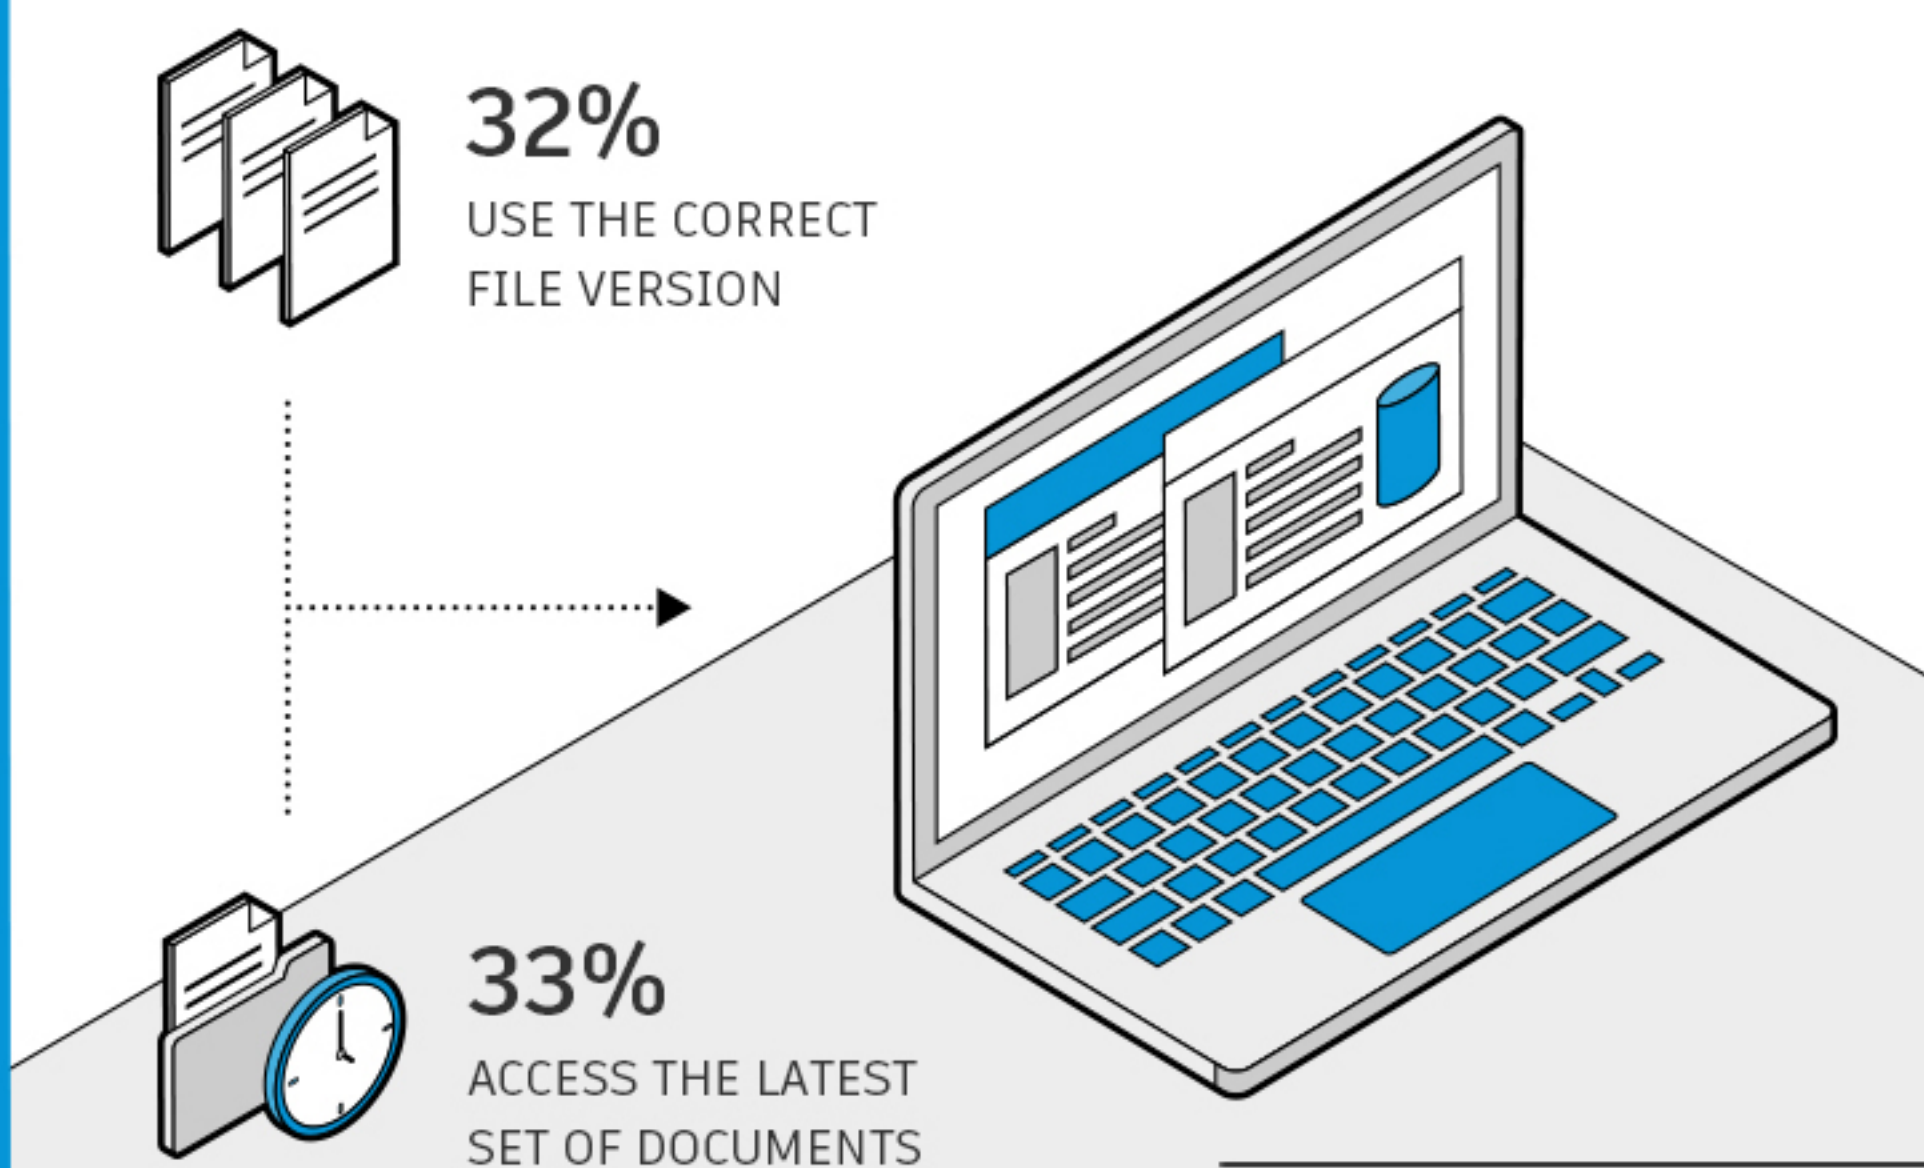 32%
USE THE CORRECT
FILE VERSION
33%
ACCESS THE LATEST
SET OF DOCUMENTS